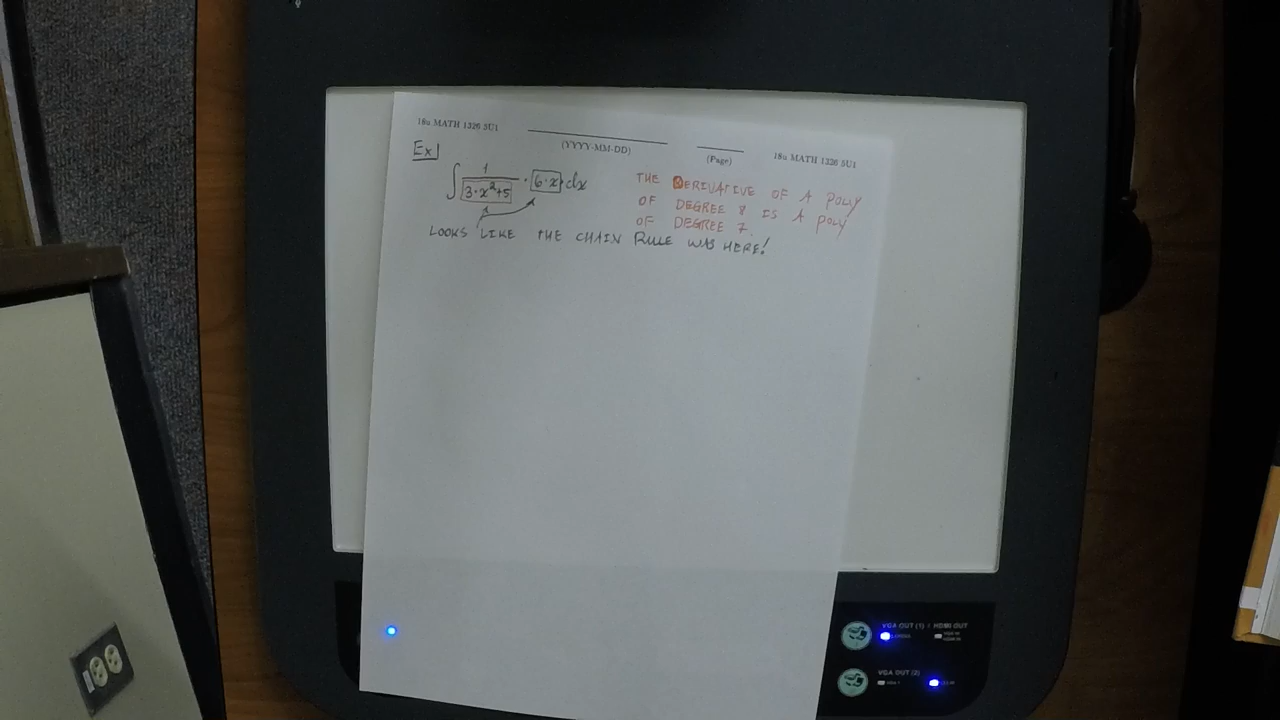 18u MATH 1326 5U1
(YYYY-MM-DD)
(Page)
18u MATH 1326 5U1
Ex
∫ 1/(3·x²+5) · 6·x · dx
THE DERIVATIVE OF A POLY
OF DEGREE 8 IS A POLY
OF DEGREE 7.
LOOKS LIKE THE CHAIN RULE WAS HERE!
VGA OUT (1) / HDMI OUT
VGA OUT (2)